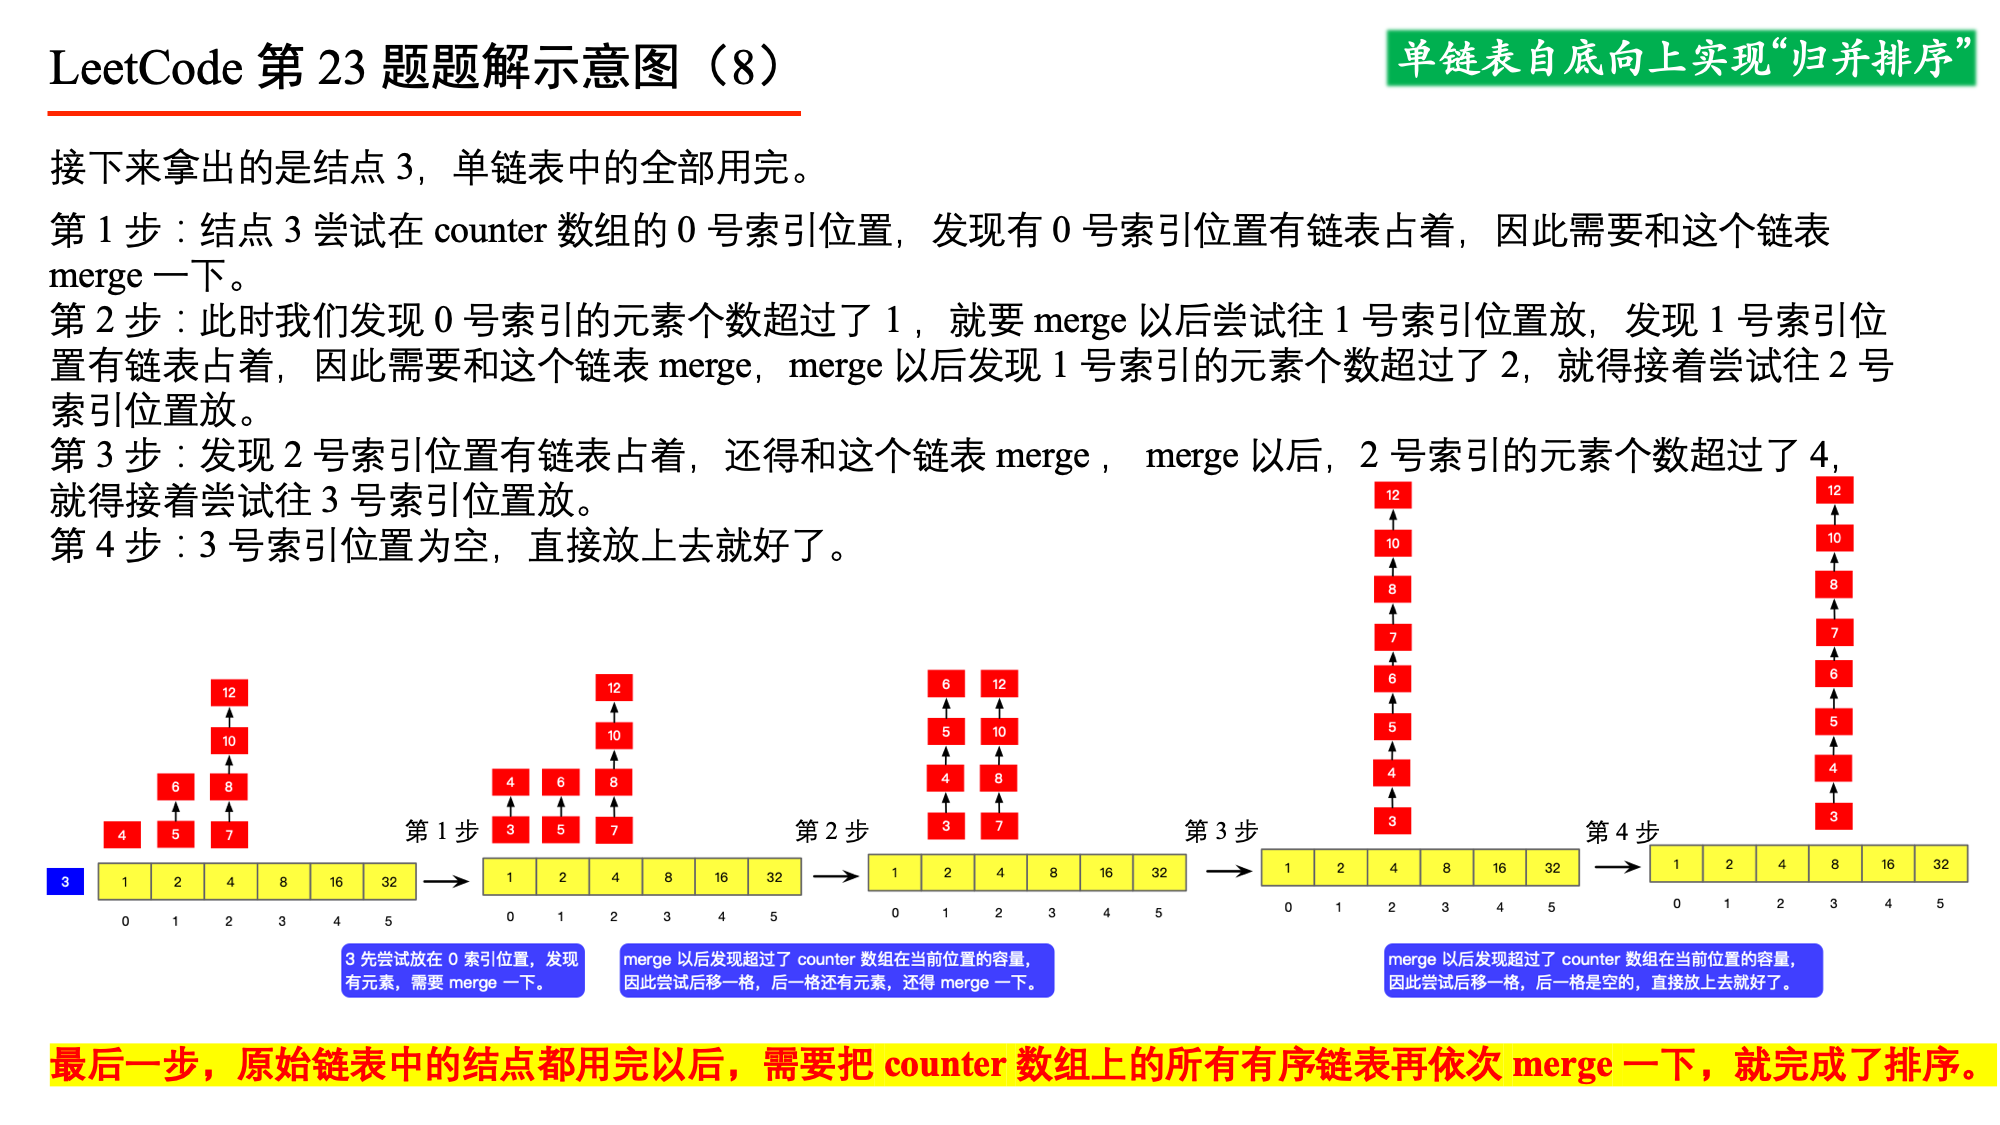 LeetCode 第 23 题题解示意图（8）
单链表自底向上实现“归并排序”
接下来拿出的是结点 3，单链表中的全部用完。
第 1 步：结点 3 尝试在 counter 数组的 0 号索引位置，发现有 0 号索引位置有链表占着，因此需要和这个链表
merge 一下。
第 2 步：此时我们发现 0 号索引的元素个数超过了 1 ，就要 merge 以后尝试往 1 号索引位置放，发现 1 号索引位
置有链表占着，因此需要和这个链表 merge，merge 以后发现 1 号索引的元素个数超过了 2，就得接着尝试往 2 号
索引位置放。
第 3 步：发现 2 号索引位置有链表占着，还得和这个链表 merge ， merge 以后，2 号索引的元素个数超过了 4，
就得接着尝试往 3 号索引位置放。
第 4 步：3 号索引位置为空，直接放上去就好了。
12
10
6 8
4 5 7
3 1 2 4 8 16 32
0 1 2 3 4 5
第 1 步
12
10
4 6 8
3 5 7
1 2 4 8 16 32
0 1 2 3 4 5
第 2 步
6 12
5 10
4 8
3 7
1 2 4 8 16 32
0 1 2 3 4 5
第 3 步
12
10
8
7
6
5
4
3
1 2 4 8 16 32
0 1 2 3 4 5
第 4 步
12
10
8
7
6
5
4
3
1 2 4 8 16 32
0 1 2 3 4 5
3 先尝试放在 0 索引位置，发现
有元素，需要 merge 一下。
merge 以后发现超过了 counter 数组在当前位置的容量，
因此尝试后移一格，后一格还有元素，还得 merge 一下。
merge 以后发现超过了 counter 数组在当前位置的容量，
因此尝试后移一格，后一格是空的，直接放上去就好了。
最后一步，原始链表中的结点都用完以后，需要把 counter 数组上的所有有序链表再依次 merge 一下，就完成了排序。